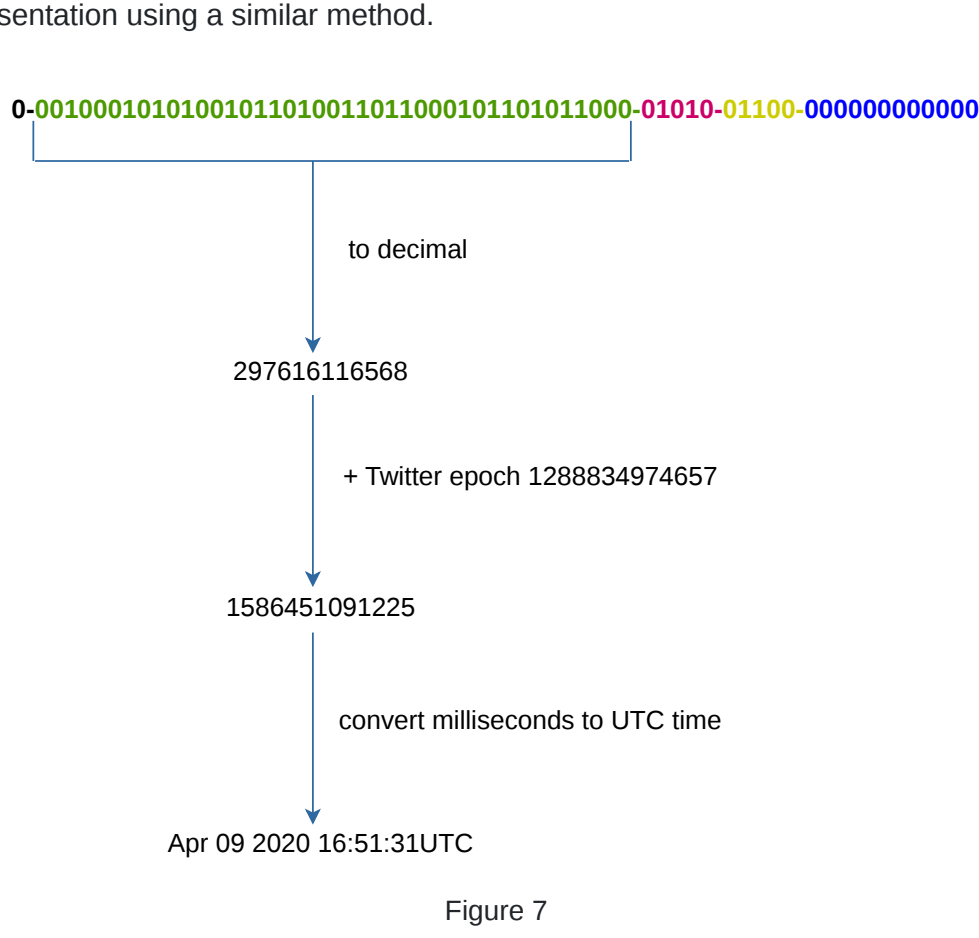 sentation using a similar method.
0-00100010101001011010011011000101101011000-01010-01100-000000000000
to decimal
297616116568
+ Twitter epoch 1288834974657
1586451091225
convert milliseconds to UTC time
Apr 09 2020 16:51:31UTC
Figure 7